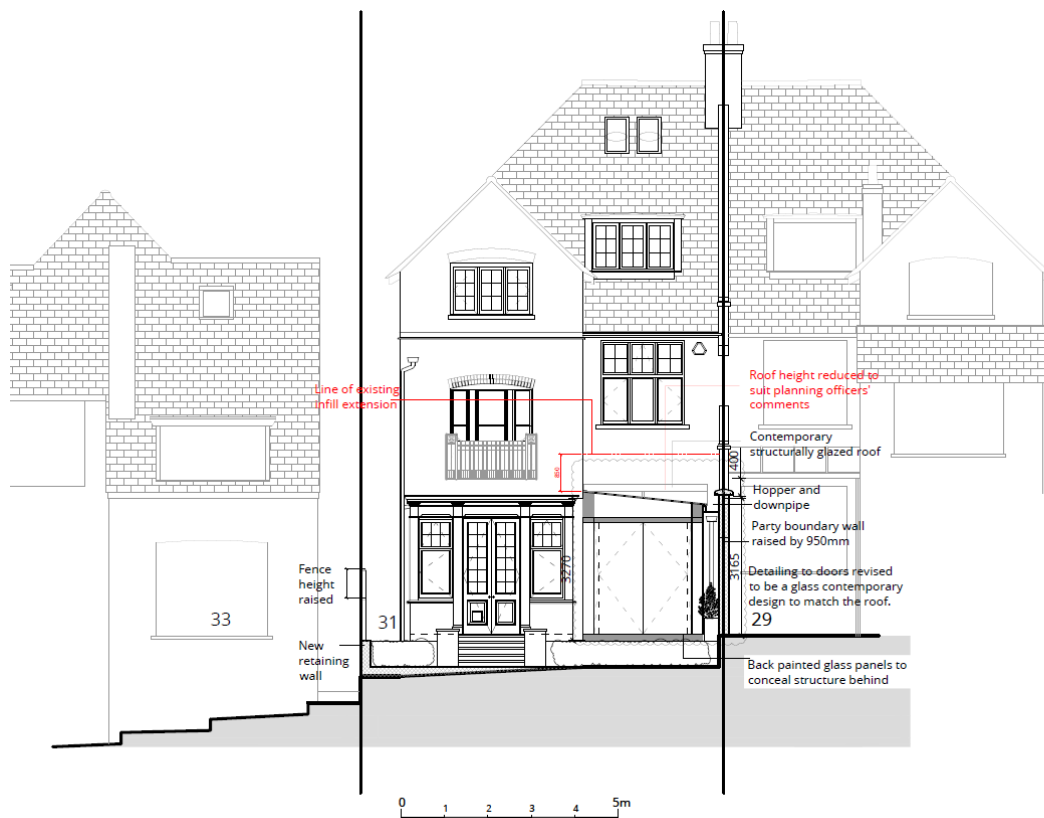 Line of existing
infill extension
Roof height reduced to
suit planning officers'
comments
Contemporary
structurally glazed roof
400
Hopper and
downpipe
Party boundary wall
raised by 950mm
3270
3165
Detailing to doors revised
to be a glass contemporary
design to match the roof.
Fence
height
raised
33
31
29
New
retaining
wall
Back painted glass panels to
conceal structure behind
0
1
2
3
4
5m